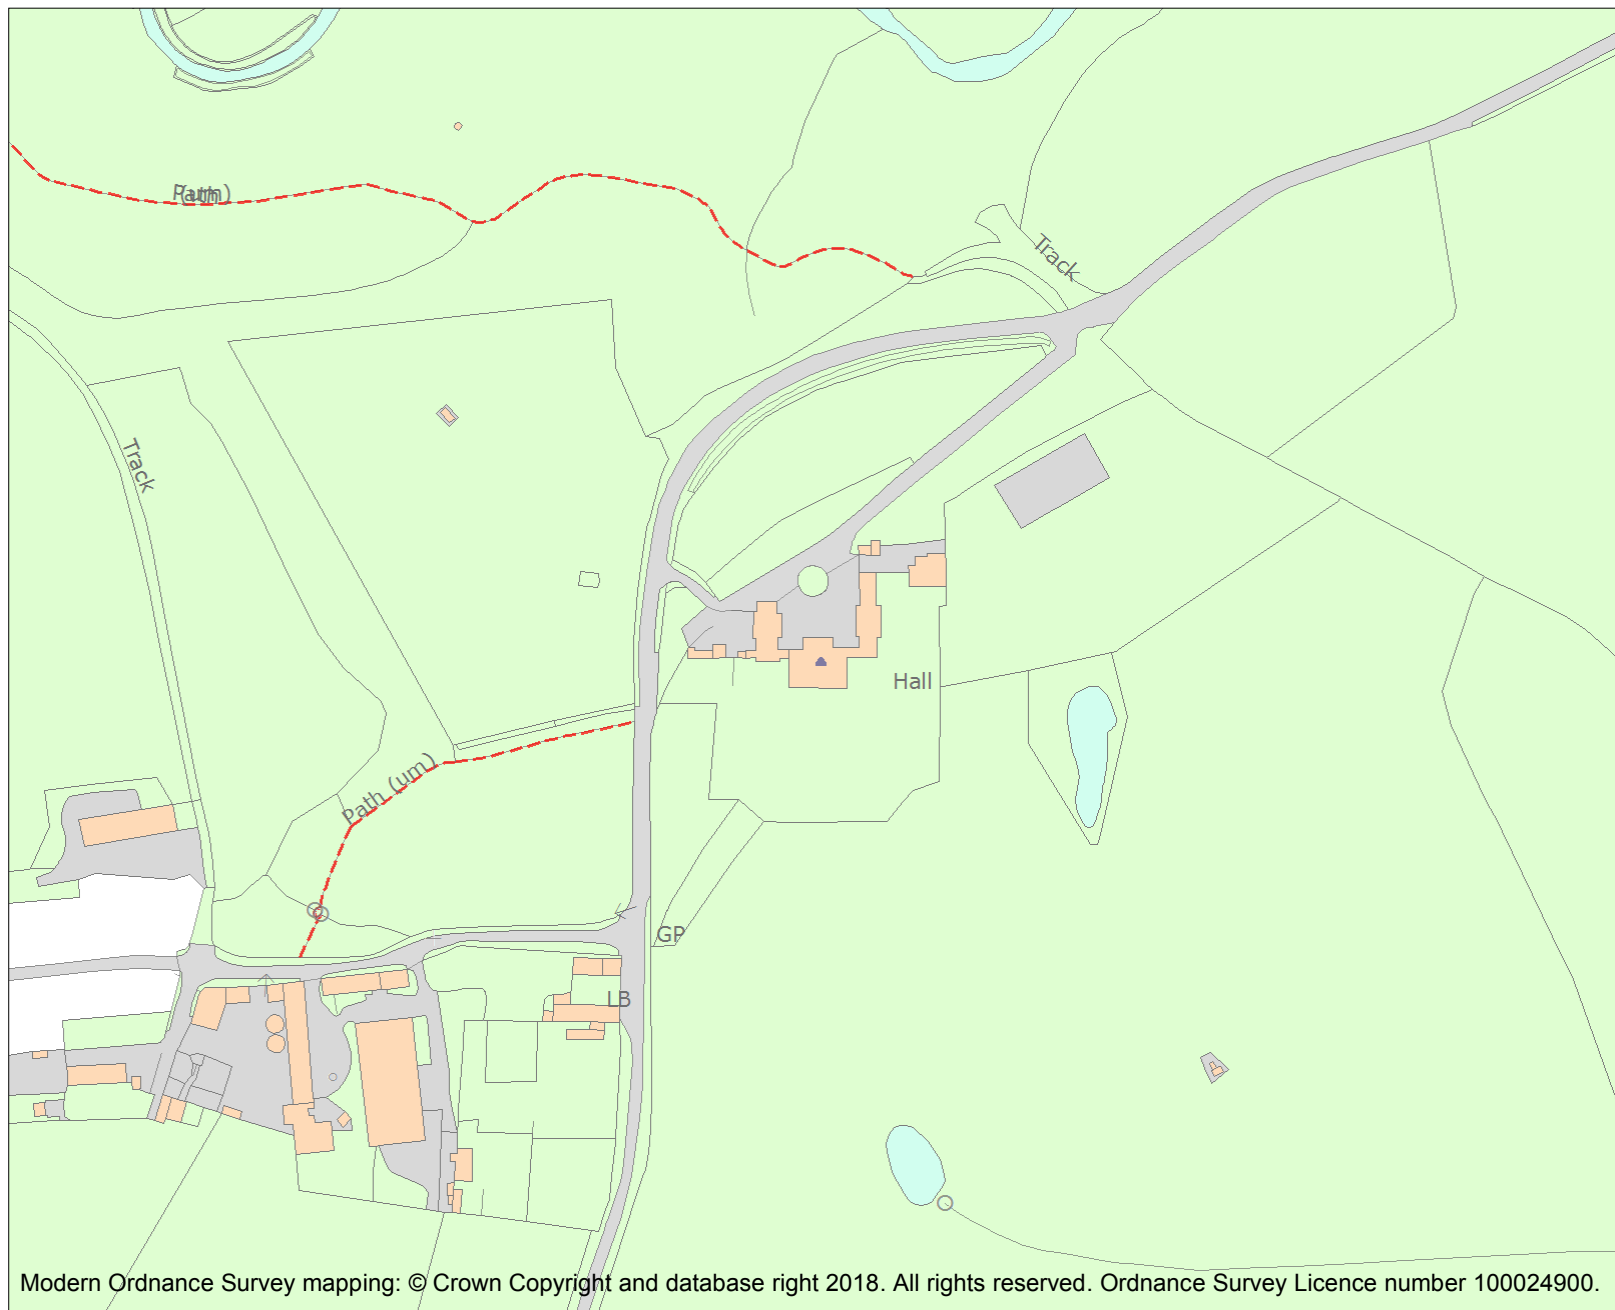 Path (um)
Track
Track
Hall
Path (um)
GP
LB
Modern Ordnance Survey mapping: © Crown Copyright and database right 2018. All rights reserved. Ordnance Survey Licence number 100024900.